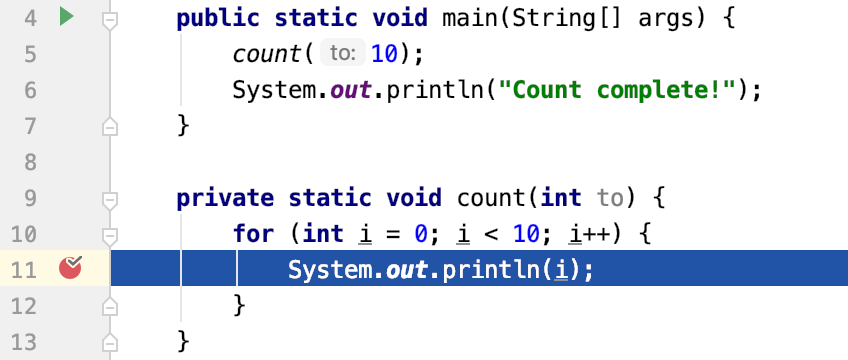 4 public static void main(String[] args) {
5 count( to: 10);
6 System.out.println("Count complete!");
7 }
8
9 private static void count(int to) {
10 for (int i = 0; i < 10; i++) {
11 System.out.println(i);
12 }
13 }